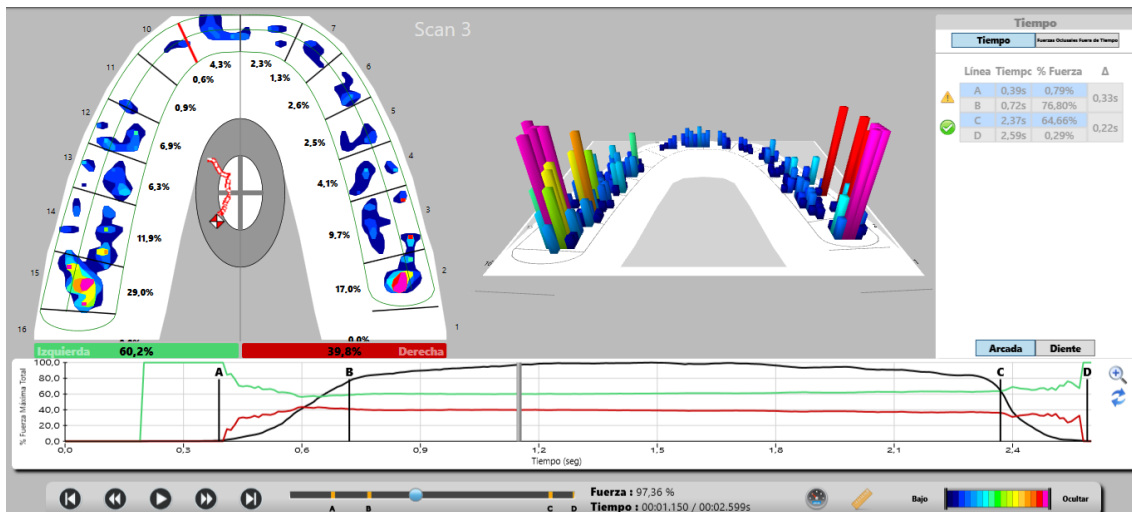 Scan 3
10
7
11
6
12
5
13
4
14
3
15
2
16
1
4,3%
2,3%
0,6%
1,3%
0,9%
2,6%
6,9%
2,5%
6,3%
4,1%
11,9%
9,7%
29,0%
17,0%
0,0%
Izquierda 60,2% 39,8% Derecha
Tiempo
Tiempo Fuerzas Oclusales Fuera de Tiempo
Línea Tiempo % Fuerza Δ
A 0,39s 0,79% 0,33s
B 0,72s 76,80%
C 2,37s 64,66% 0,22s
D 2,59s 0,29%
Arcada Diente
% Fuerza Máxima Total
100,0
80,0
60,0
40,0
20,0
0,0
A B C D
0,0 0,3 0,6 0,9 1,2 1,5 1,8 2,1 2,4
Tiempo (seg)
A B C D
Fuerza : 97,36 %
Tiempo : 00:01.150 / 00:02.599s
Bajo Ocultar